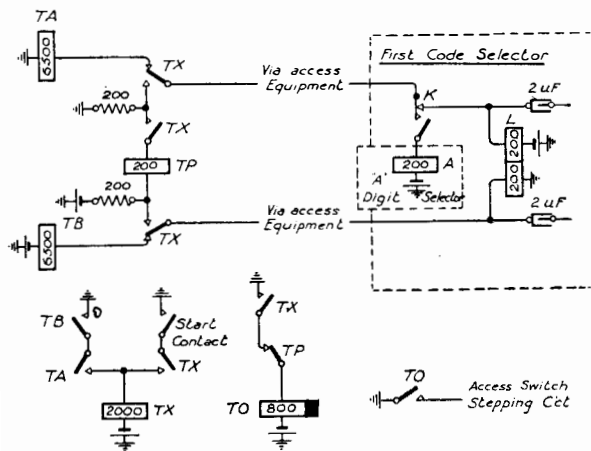 TA
6500
TX
200
TX
200
TP
200
TB
6500
TX
Via access
Equipment
Via access
Equipment
First Code Selector
K
2 uF
L
200
200
200
A
"A"
Digit Selector
2 uF
TB
D
Start
Contact
TA
TX
2000
TX
TX
TP
TO
800
TO
Access Switch
Stepping C'ct